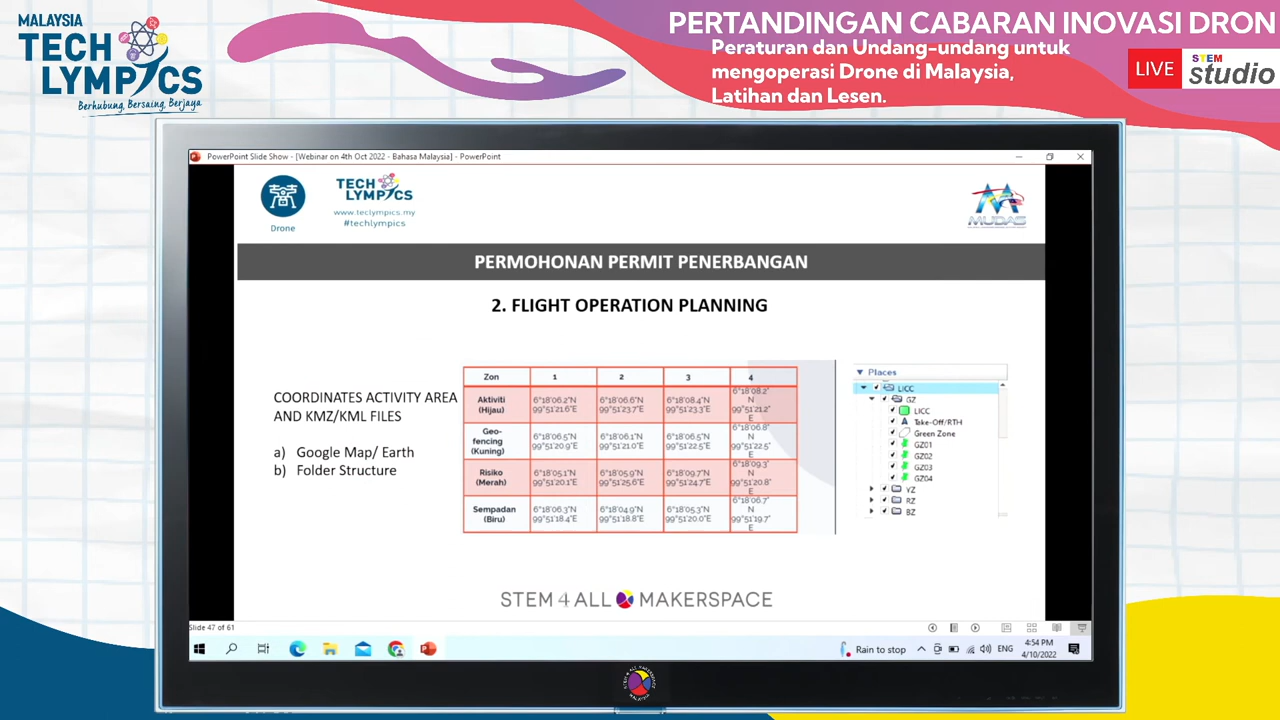 MALAYSIA
TECH
LYMPICS
Berhubung, Bersaing, Berjaya
PERTANDINGAN CABARAN INOVASI DRON
Peraturan dan Undang-undang untuk
mengoperasi Drone di Malaysia,
Latihan dan Lesen.
LIVE
STEM
studio
PowerPoint Slide Show - [Webinar on 4th Oct 2022 - Bahasa Malaysia] - PowerPoint
Drone
TECH
LYMPICS
www.teclympics.my
#techlympics
MUDAS
PERMOHONAN PERMIT PENERBANGAN
2. FLIGHT OPERATION PLANNING
COORDINATES ACTIVITY AREA
AND KMZ/KML FILES
a) Google Map/ Earth
b) Folder Structure
Zon 1 2 3 4
Aktiviti (Hijau) 6°18'06.2"N 99°51'21.6"E 6°18'06.6"N 99°51'23.7"E 6°18'08.4"N 99°51'23.3"E 6°18'08.2" N 99°51'21.2" E
Geo-fencing (Kuning) 6°18'06.5"N 99°51'20.9"E 6°18'06.1"N 99°51'21.0"E 6°18'06.5"N 99°51'22.5"E 6°18'06.8" N 99°51'22.5" E
Risiko (Merah) 6°18'05.1"N 99°51'20.1"E 6°18'05.9"N 99°51'25.6"E 6°18'09.7"N 99°51'24.7"E 6°18'09.3" N 99°51'20.8" E
Sempadan (Biru) 6°18'06.3"N 99°51'18.4"E 6°18'04.9"N 99°51'18.8"E 6°18'05.3"N 99°51'20.0"E 6°18'06.7" N 99°51'19.7" E
Places
LICC
GZ
LICC
Take-Off/RTH
Green Zone
GZ01
GZ02
GZ03
GZ04
YZ
RZ
BZ
STEM 4 ALL MAKERSPACE
Slide 47 of 61
Rain to stop
ENG
4:54 PM
4/10/2022